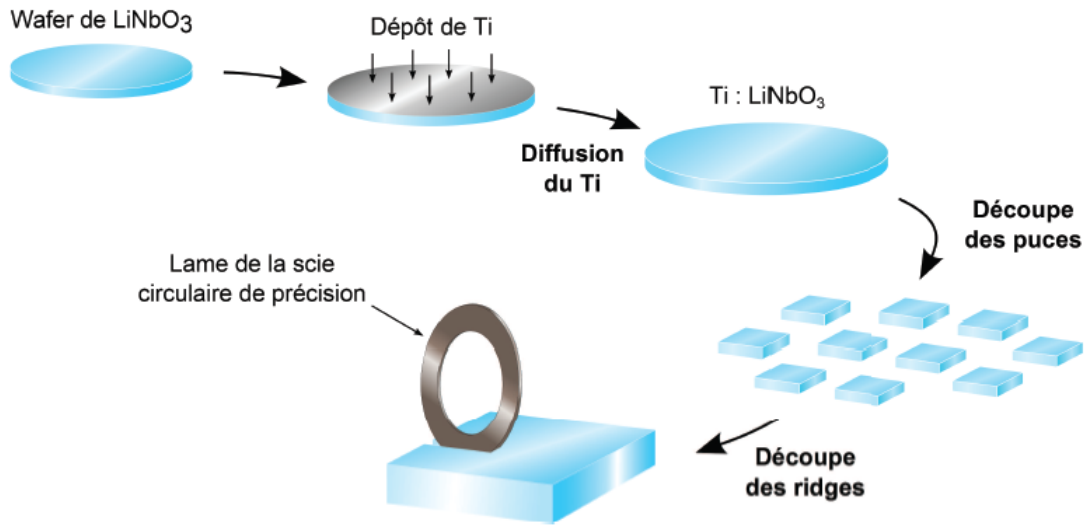 Wafer de LiNbO3
Dépôt de Ti
Ti : LiNbO₃
Diffusion
du Ti
Découpe
des puces
Lame de la scie
circulaire de précision
Découpe
des ridges